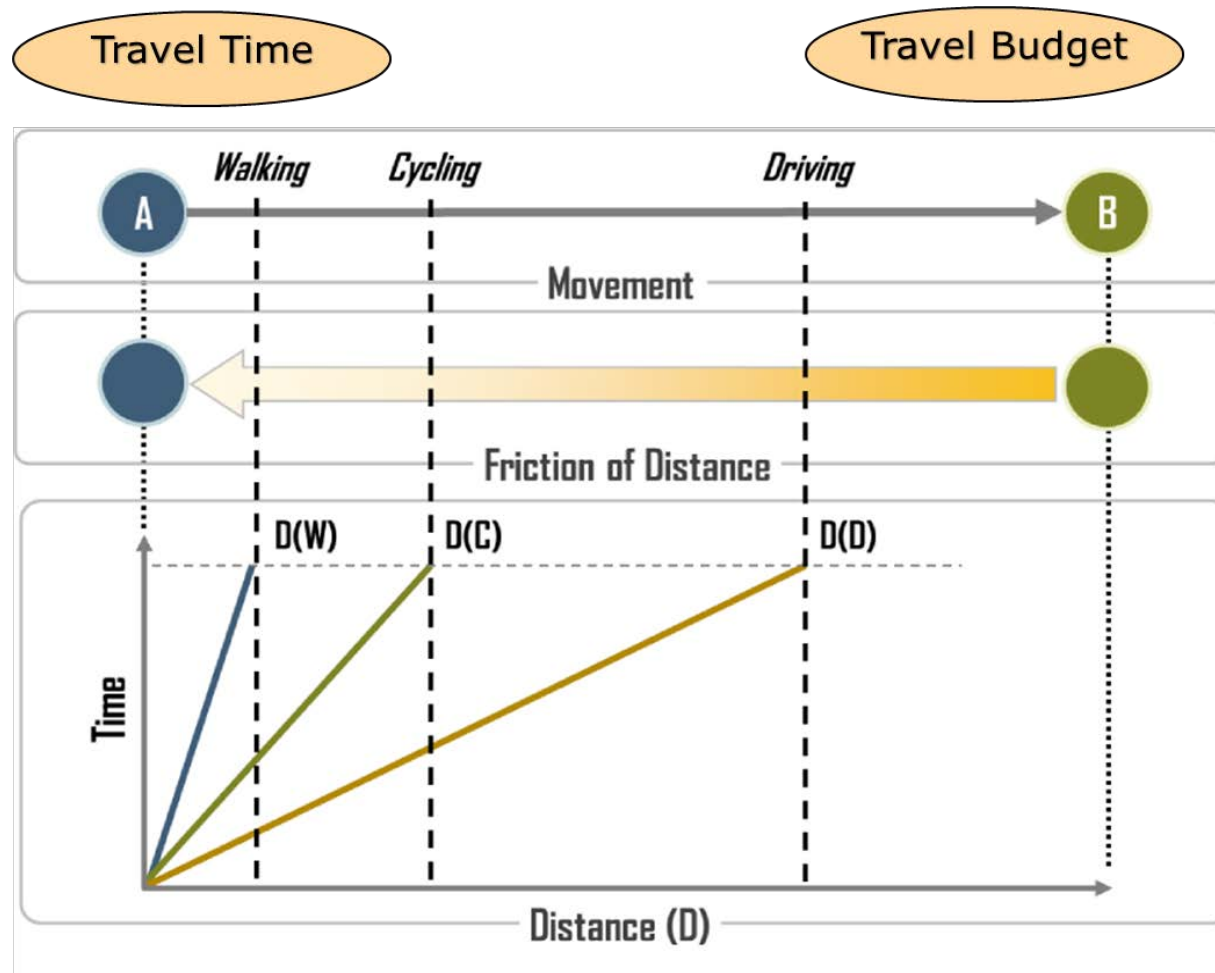 Travel Time
Travel Budget
Walking
Cycling
Driving
A
B
Movement
Friction of Distance
D(W)
D(C)
D(D)
Time
Distance (D)